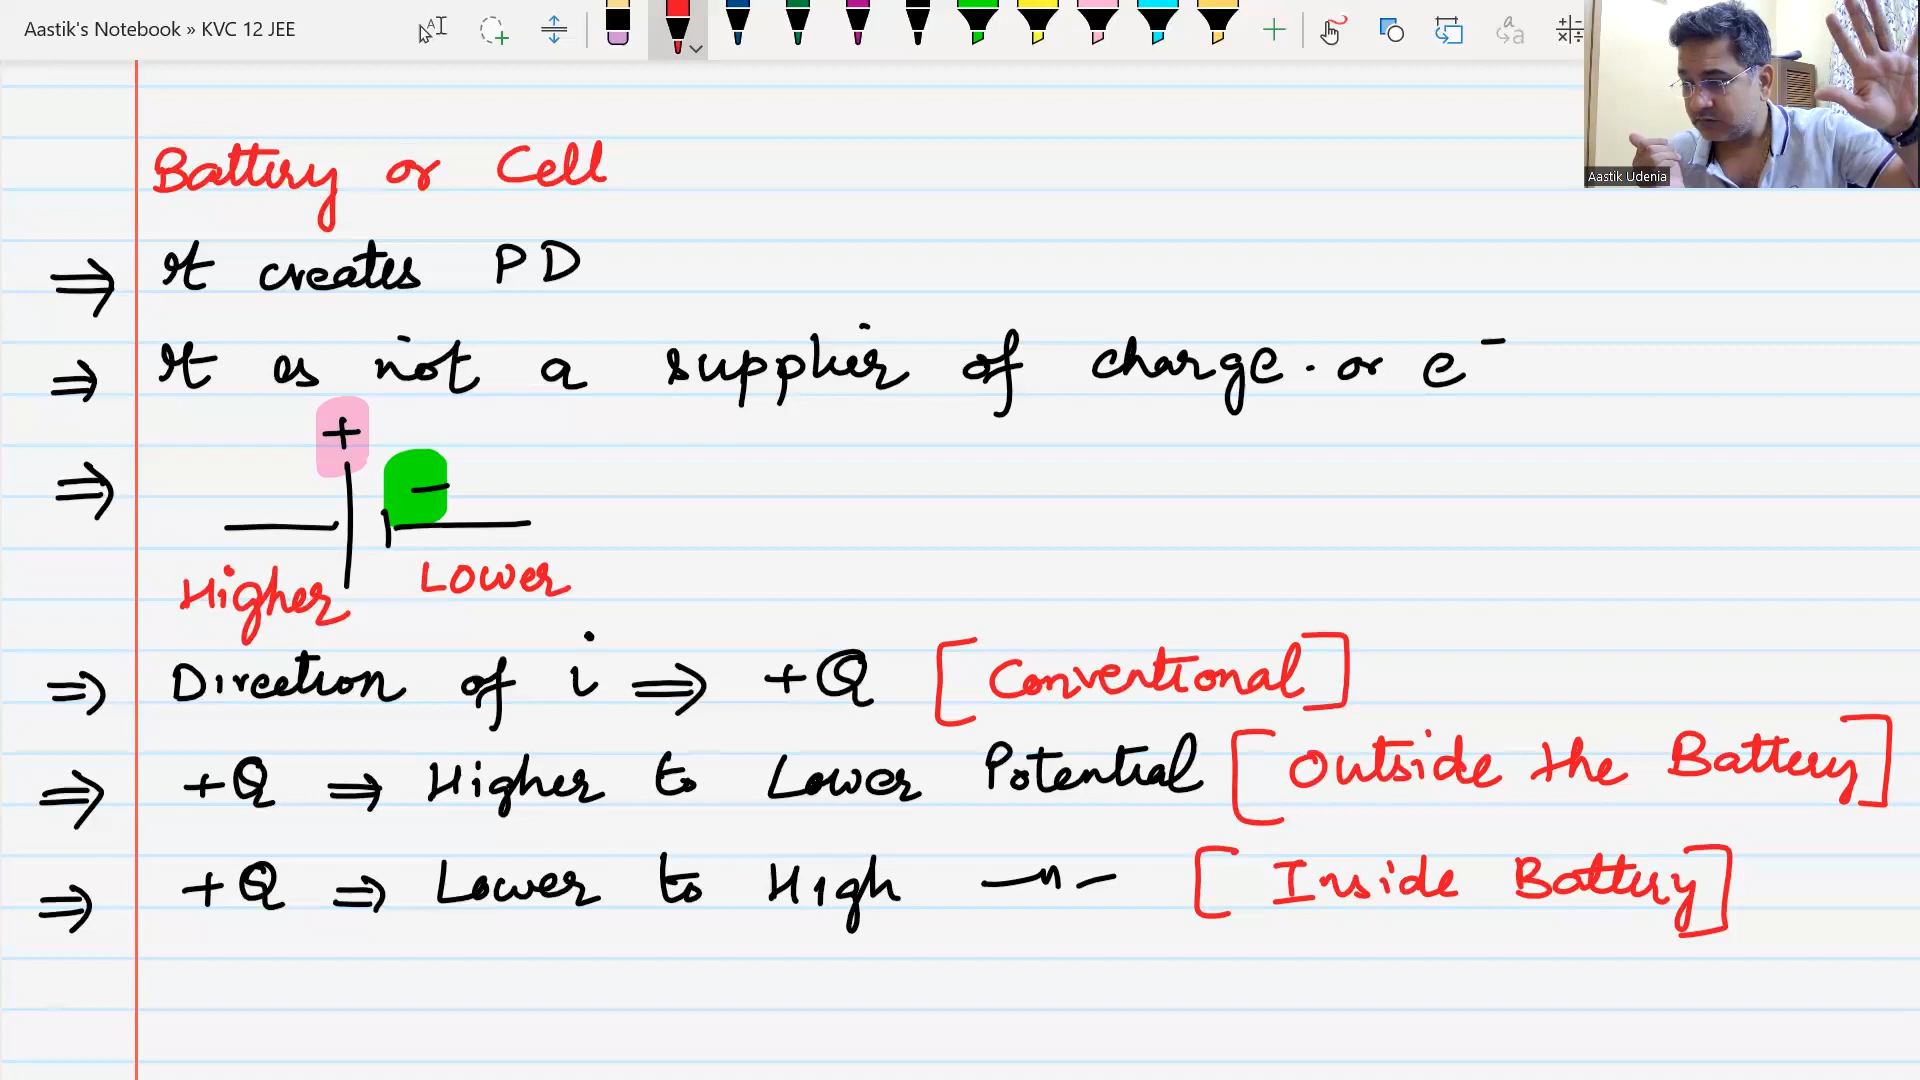 Aastik's Notebook » KVC 12 JEE
Aastik Udenia
Battery or Cell
⇒ It creates PD
⇒ It is not a supplier of charge. or e⁻
⇒ + −
Higher Lower
⇒ Direction of i ⇒ +Q [Conventional]
⇒ +Q ⇒ Higher to Lower Potential [Outside the Battery]
⇒ +Q ⇒ Lower to High —〃— [Inside Battery]